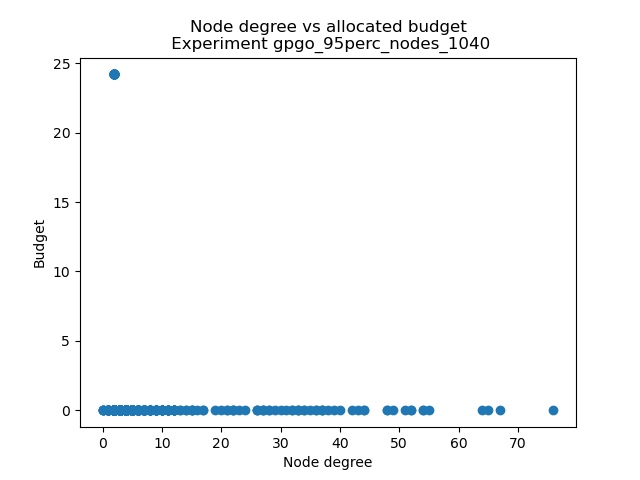 Node degree vs allocated budget
Experiment gpgo_95perc_nodes_1040
25
20
15
10
5
0
Budget
0 10 20 30 40 50 60 70
Node degree